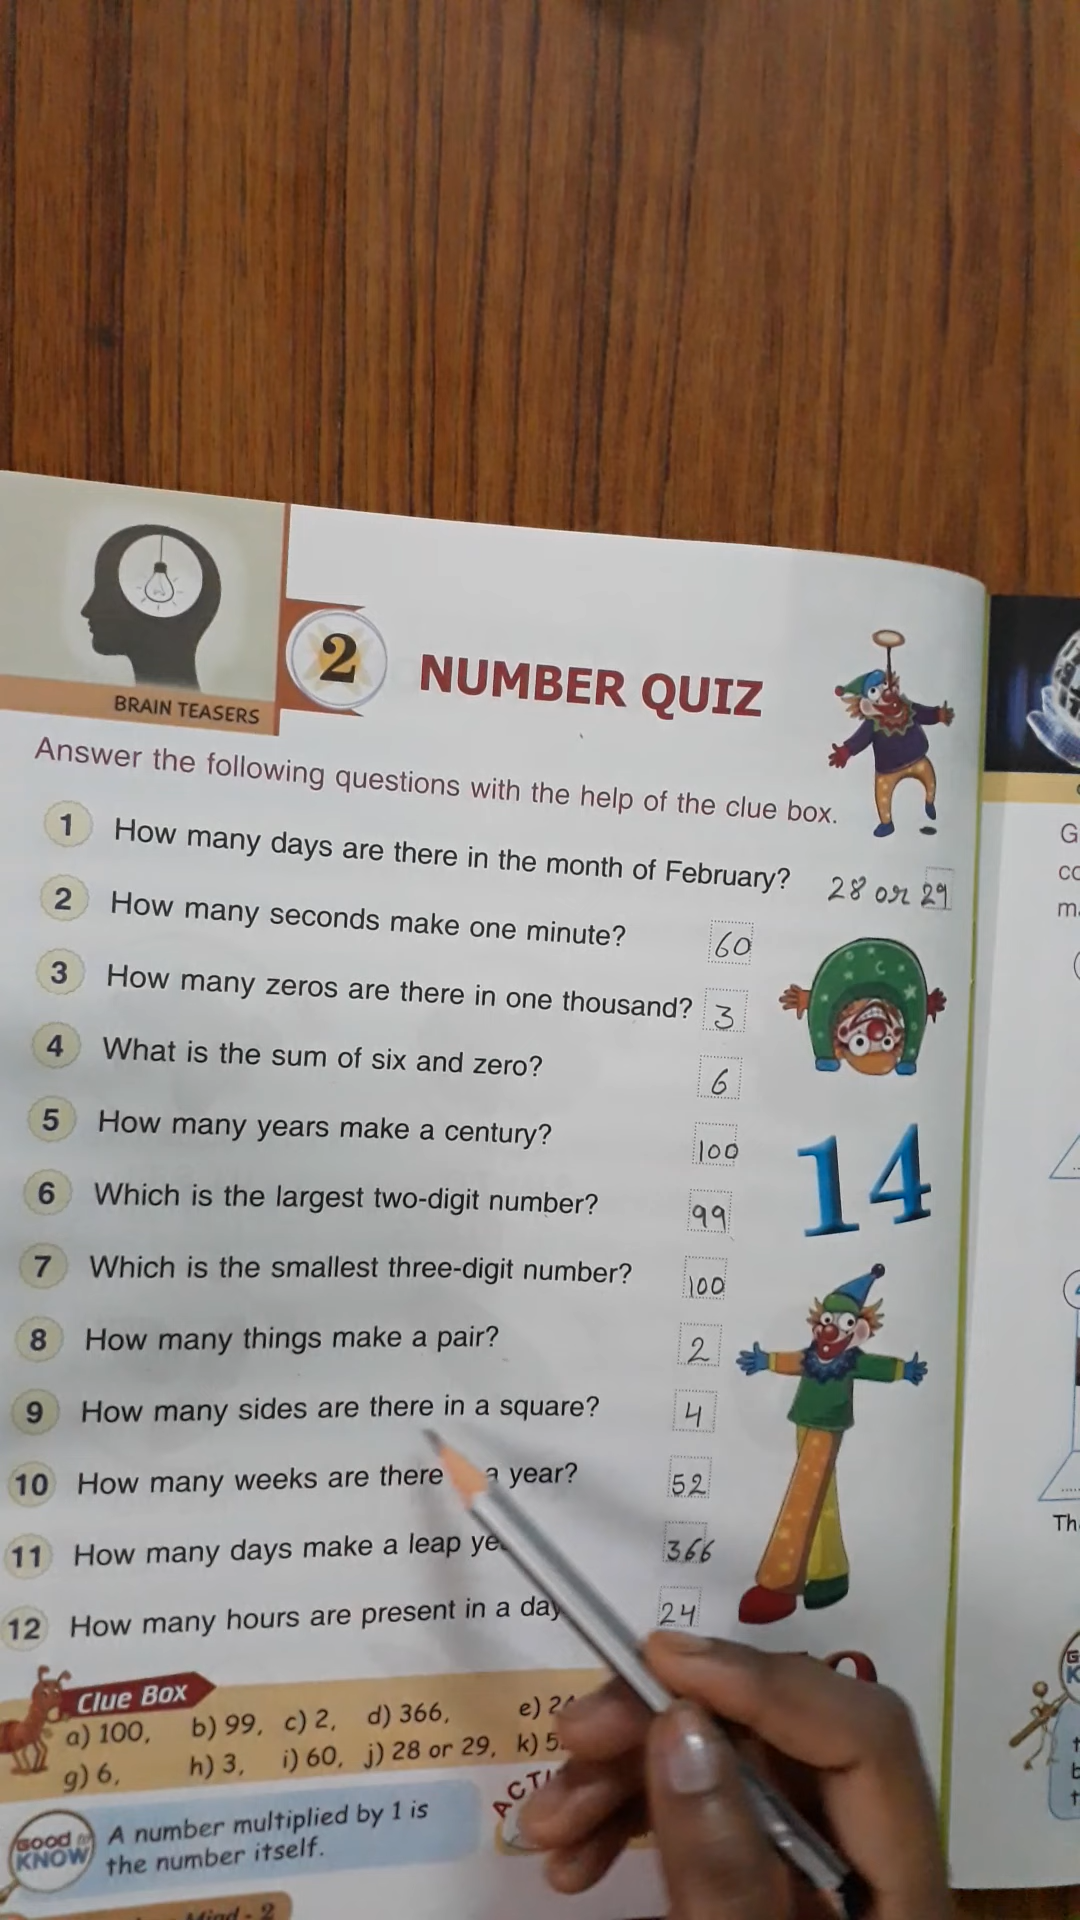 BRAIN TEASERS
2
NUMBER QUIZ
Answer the following questions with the help of the clue box.
1 How many days are there in the month of February? 28 or 29
2 How many seconds make one minute? 60
3 How many zeros are there in one thousand? 3
4 What is the sum of six and zero? 6
5 How many years make a century? 100
6 Which is the largest two-digit number? 99
14
7 Which is the smallest three-digit number? 100
8 How many things make a pair? 2
9 How many sides are there in a square? 4
10 How many weeks are there a year? 52
11 How many days make a leap 366
12 How many hours are present in a day 24
Clue Box
a) 100, b) 99, c) 2, d) 366, e)
g) 6, h) 3, i) 60, j) 28 or 29, k)
GOOD to KNOW
A number multiplied by 1 is
the number itself.
Mind - 2